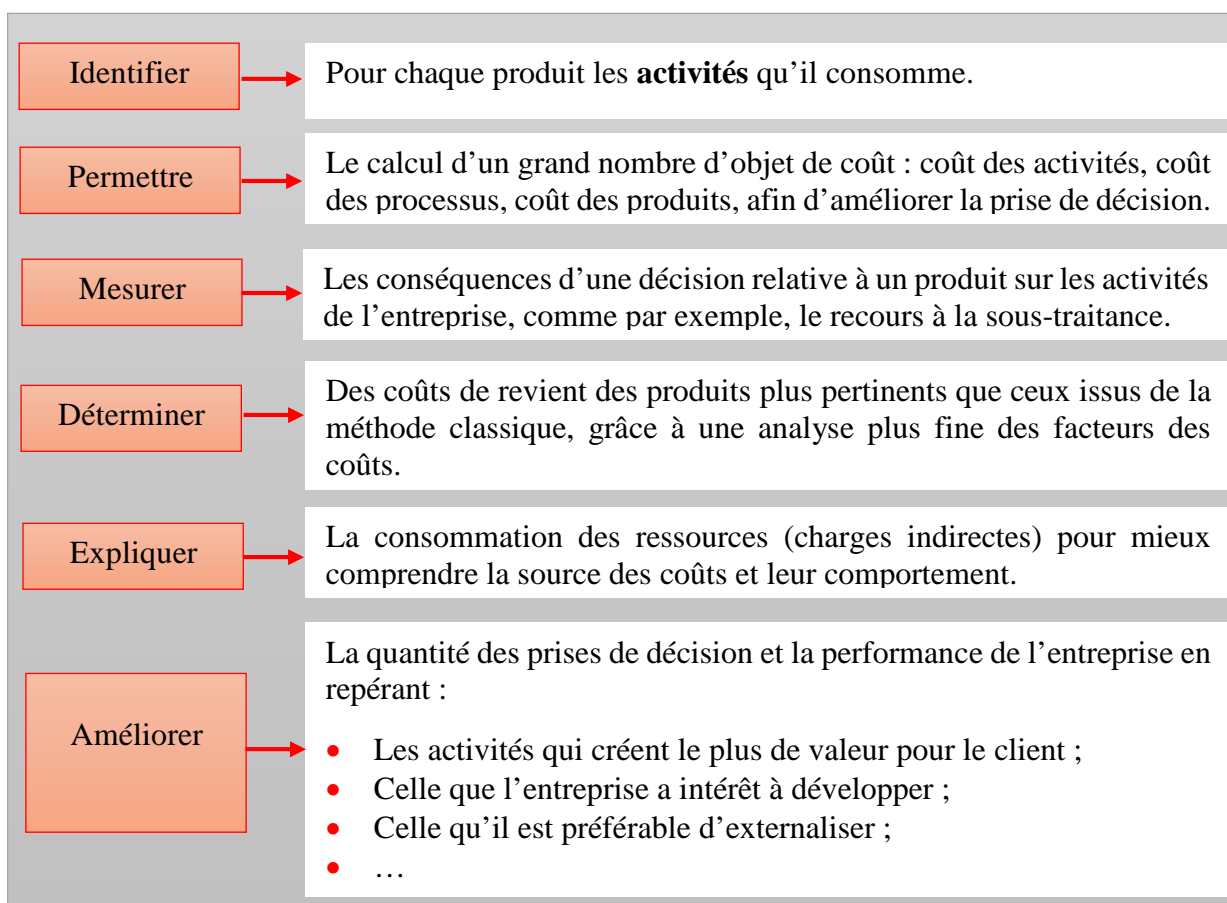 Identifier
Pour chaque produit les activités qu’il consomme.
Permettre
Le calcul d’un grand nombre d’objet de coût : coût des activités, coût
des processus, coût des produits, afin d’améliorer la prise de décision.
Mesurer
Les conséquences d’une décision relative à un produit sur les activités
de l’entreprise, comme par exemple, le recours à la sous-traitance.
Déterminer
Des coûts de revient des produits plus pertinents que ceux issus de la
méthode classique, grâce à une analyse plus fine des facteurs des
coûts.
Expliquer
La consommation des ressources (charges indirectes) pour mieux
comprendre la source des coûts et leur comportement.
Améliorer
La quantité des prises de décision et la performance de l’entreprise en
repérant :
• Les activités qui créent le plus de valeur pour le client ;
• Celle que l’entreprise a intérêt à développer ;
• Celle qu’il est préférable d’externaliser ;
• …